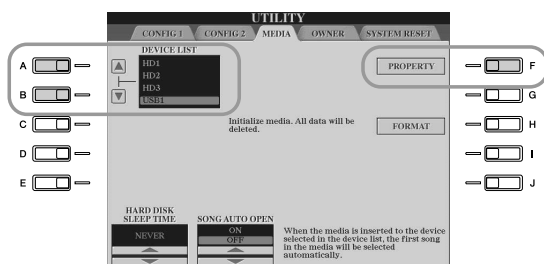 UTILITY
CONFIG 1 CONFIG 2 MEDIA OWNER SYSTEM RESET
DEVICE LIST
A
HD1
PROPERTY
F
HD2
B
HD3
G
USB1
C
Initialize media. All data will be
deleted.
FORMAT
H
D
I
E
J
HARD DISK
SLEEP TIME
SONG AUTO OPEN
NEVER
ON
OFF
When the media is inserted to the device
selected in the device list, the first song
in the media will be selected
automatically.